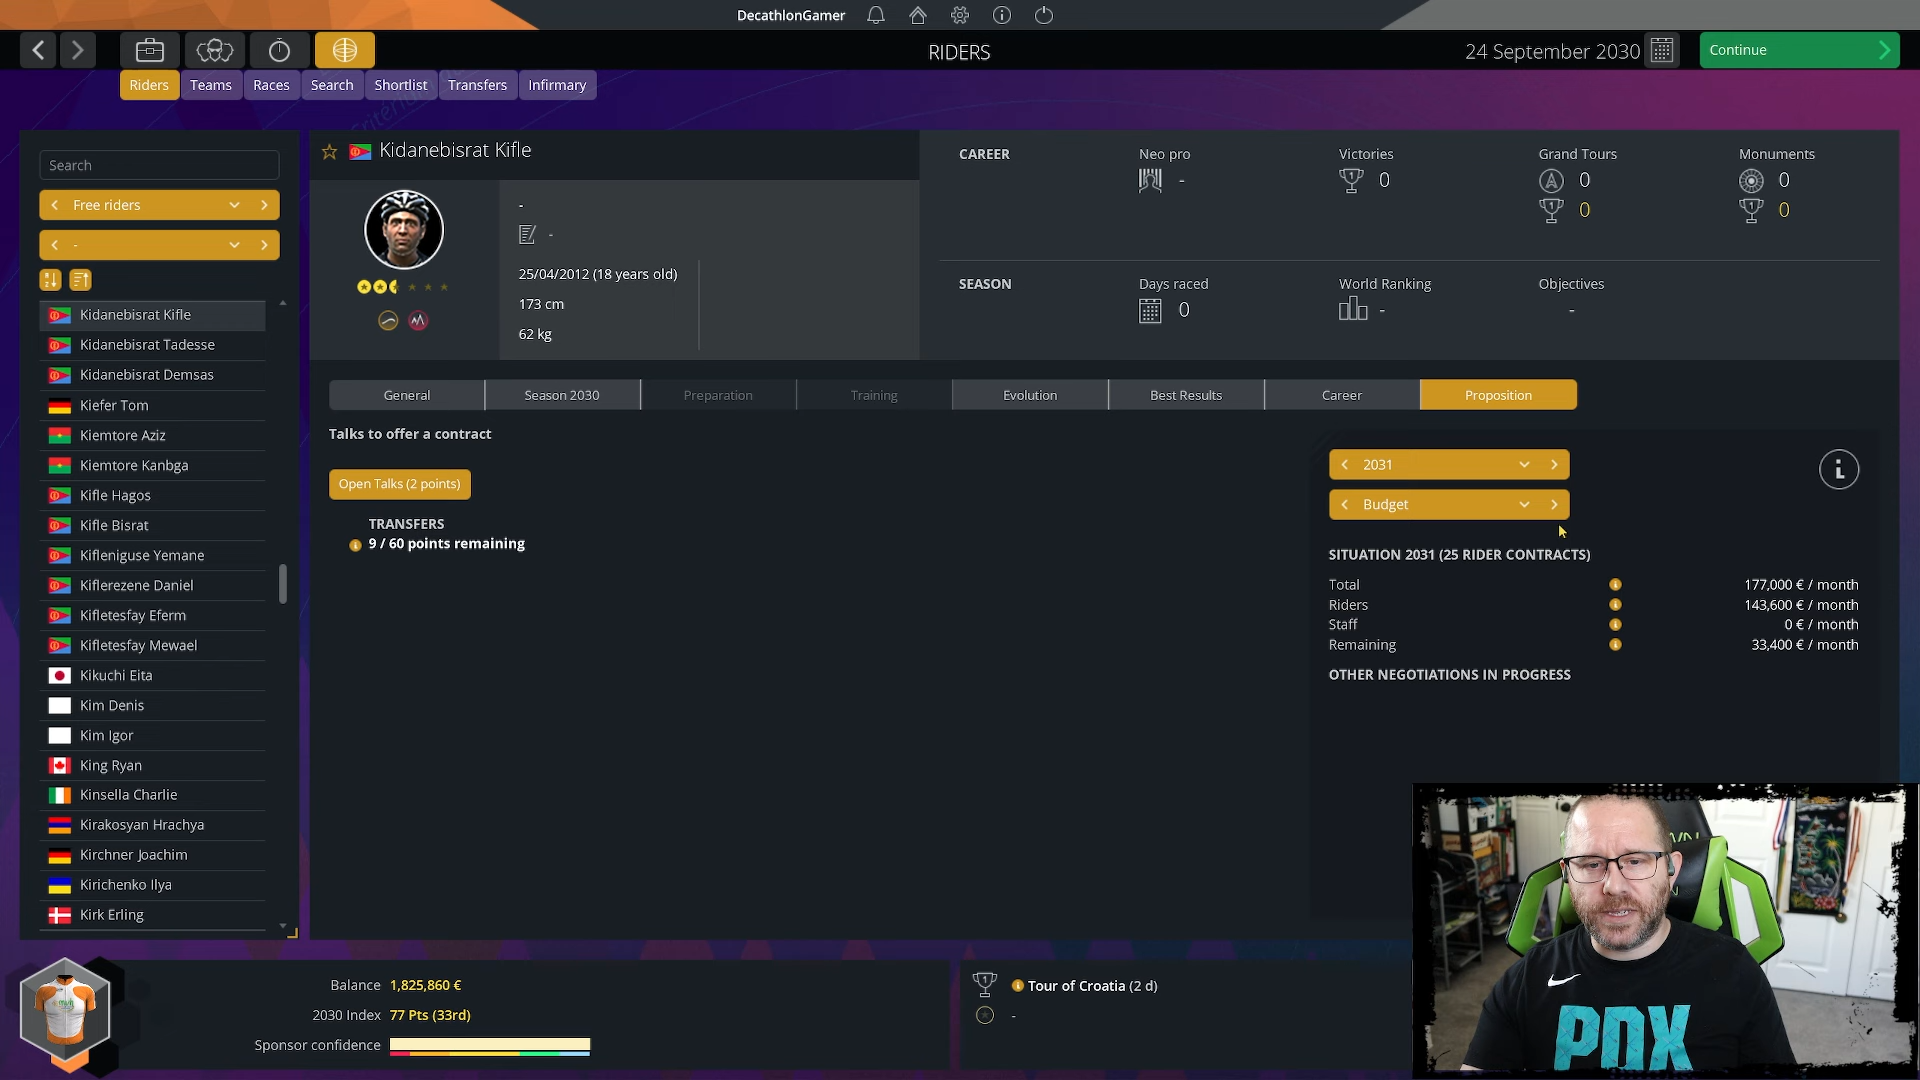 DecathlonGamer
RIDERS
24 September 2030
Continue
Riders
Teams
Races
Search
Shortlist
Transfers
Infirmary
Search
Free riders
-
Kidanebisrat Kifle
Kidanebisrat Tadesse
Kidanebisrat Demsas
Kiefer Tom
Kiemtore Aziz
Kiemtore Kanbga
Kifle Hagos
Kifle Bisrat
Kifleniguse Yemane
Kiflerezene Daniel
Kifletesfay Eferm
Kifletesfay Mewael
Kikuchi Eita
Kim Denis
Kim Igor
King Ryan
Kinsella Charlie
Kirakosyan Hrachya
Kirchner Joachim
Kirichenko Ilya
Kirk Erling
Kidanebisrat Kifle
-
-
25/04/2012 (18 years old)
173 cm
62 kg
CAREER
Neo pro
-
Victories
0
Grand Tours
0
0
Monuments
0
0
SEASON
Days raced
0
World Ranking
-
Objectives
-
General
Season 2030
Preparation
Training
Evolution
Best Results
Career
Proposition
Talks to offer a contract
Open Talks (2 points)
TRANSFERS
9 / 60 points remaining
2031
Budget
SITUATION 2031 (25 RIDER CONTRACTS)
Total 177,000 € / month
Riders 143,600 € / month
Staff 0 € / month
Remaining 33,400 € / month
OTHER NEGOTIATIONS IN PROGRESS
Balance 1,825,860 €
2030 Index 77 Pts (33rd)
Sponsor confidence
Tour of Croatia (2 d)
-
PDX